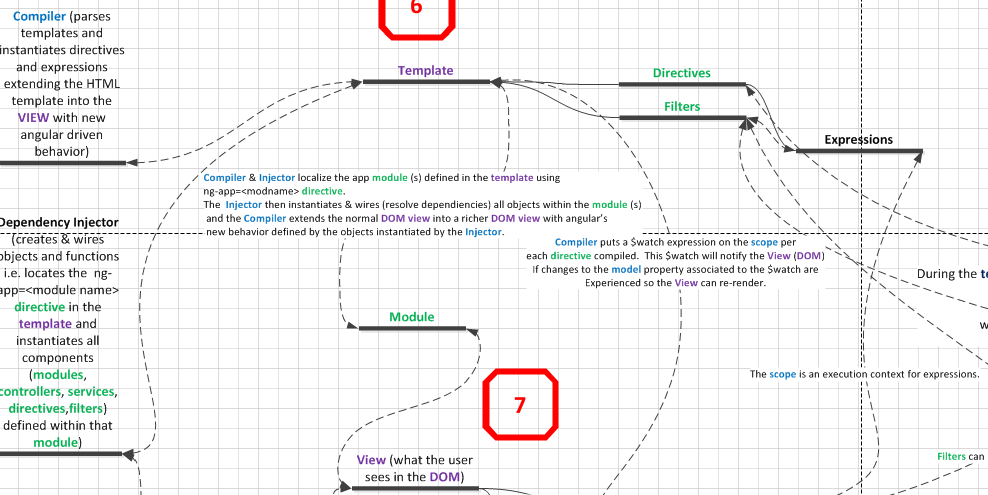 6
Compiler (parses
templates and
instantiates directives
and expressions
extending the HTML
template into the
VIEW with new
angular driven
behavior)
Template
Directives
Filters
Expressions
Compiler & Injector localize the app module (s) defined in the template using
ng-app=<modname> directive.
The Injector then instantiates & wires (resolve dependencies) all objects within the module (s)
and the Compiler extends the normal DOM view into a richer DOM view with angular's
new behavior defined by the objects instantiated by the Injector.
Dependency Injector
(creates & wires
objects and functions
i.e. locates the ng-
app=<module name>
directive in the
template and
instantiates all
components
(modules,
controllers, services,
directives,filters)
defined within that
module)
Compiler puts a $watch expression on the scope per
each directive compiled. This $watch will notify the View (DOM)
If changes to the model property associated to the $watch are
Experienced so the View can re-render.
During the
w
Module
The scope is an execution context for expressions.
7
View (what the user
sees in the DOM)
Filters can